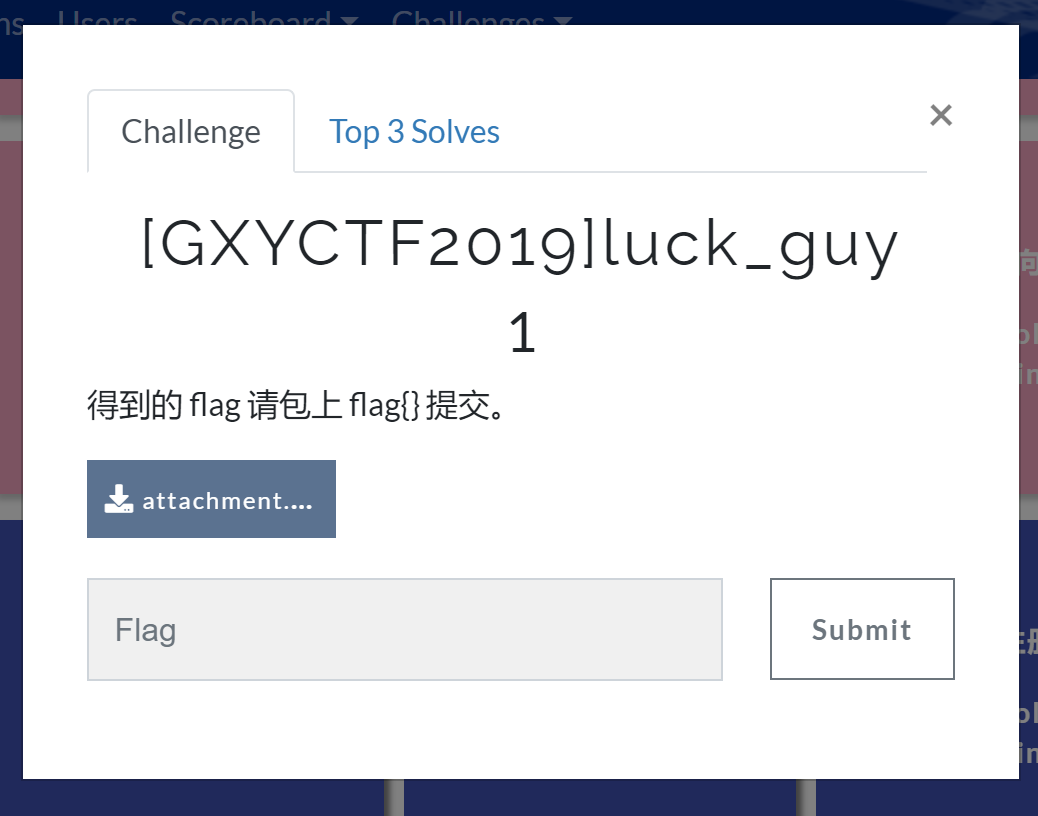 ns Users Scoreboard Challenges
Challenge Top 3 Solves ×
[GXYCTF2019]luck_guy
1
得到的 flag 请包上 flag{} 提交。
attachment....
Flag Submit